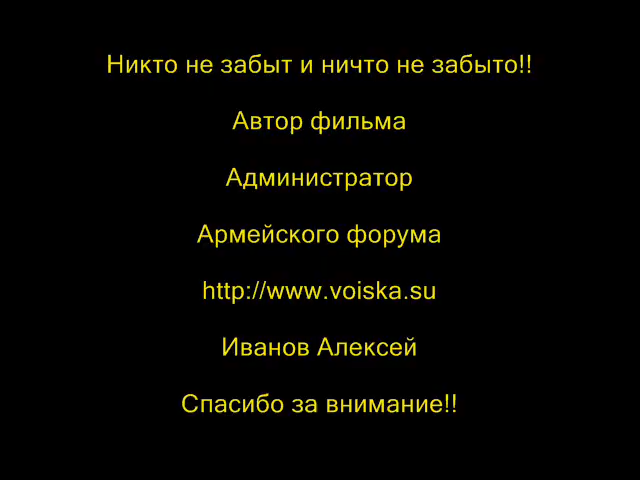 Никто не забыт и ничто не забыто!!
Автор фильма
Администратор
Армейского форума
http://www.voiska.su
Иванов Алексей
Спасибо за внимание!!